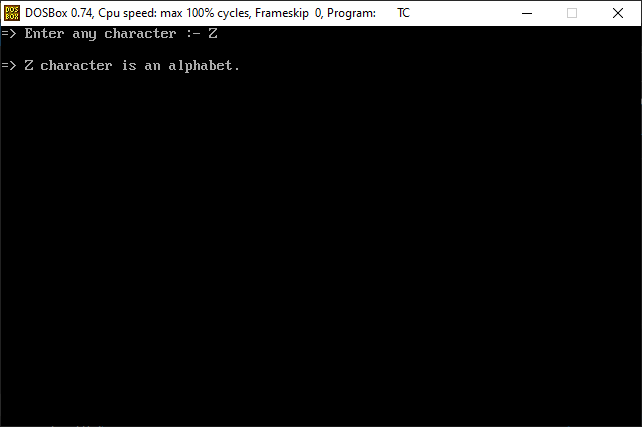 DOSBox 0.74, Cpu speed: max 100% cycles, Frameskip 0, Program: TC
=> Enter any character :- Z
=> Z character is an alphabet.